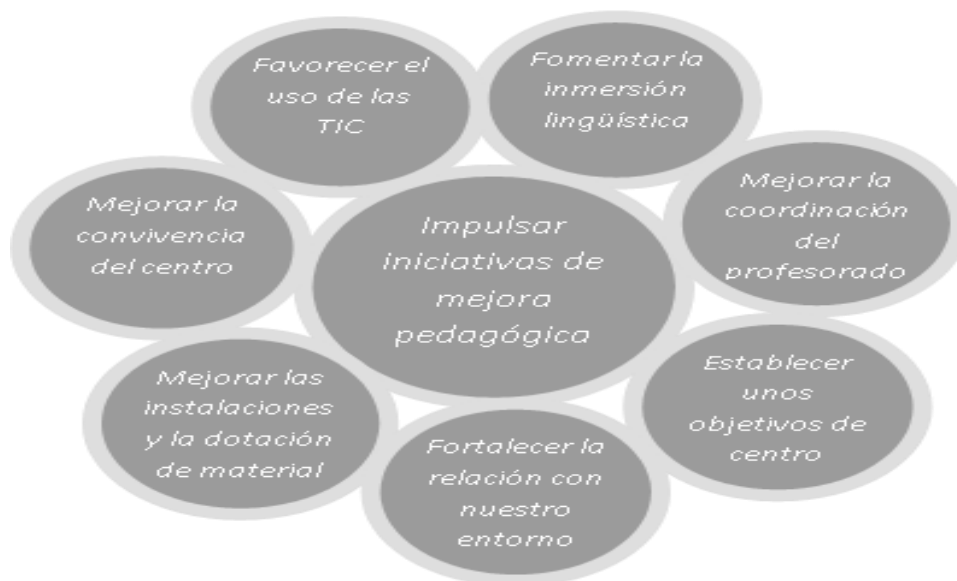 Favorecer el
uso de las
TIC
Fomentar la
inmersión
lingüística
Mejorar la
convivencia
del centro
Impulsar
iniciativas de
mejora
pedagógica
Mejorar la
coordinación
del
profesorado
Mejorar las
instalaciones
y la dotación
de material
Fortalecer la
relación con
nuestro
entorno
Establecer
unos
objetivos de
centro